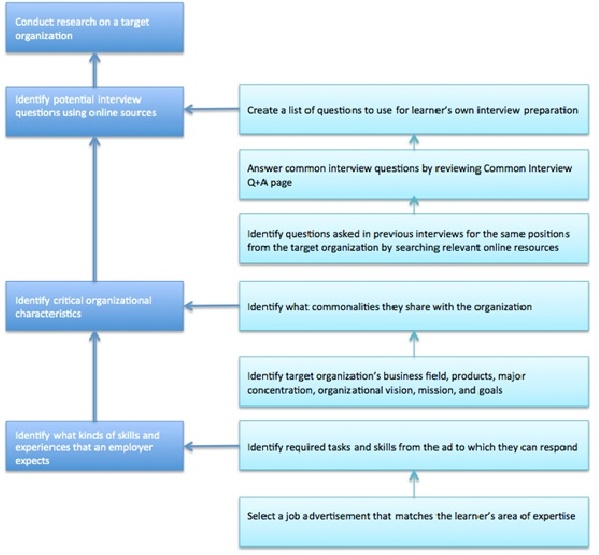 Conduct research on a target
organization
Identify potential interview
questions using online sources
Create a list of questions to use for learner's own interview preparation
Answer common interview questions by reviewing Common Interview
Q+A page
Identify questions asked in previous interviews for the same positions
from the target organization by searching relevant online resources
Identify critical organizational
characteristics
Identify what commonalities they share with the organization
Identify target organization's business field, products, major
concentration, organizational vision, mission, and goals
Identify what kinds of skills and
experiences that an employer
expects
Identify required tasks and skills from the ad to which they can respond
Select a job advertisement that matches the learner's area of expertise